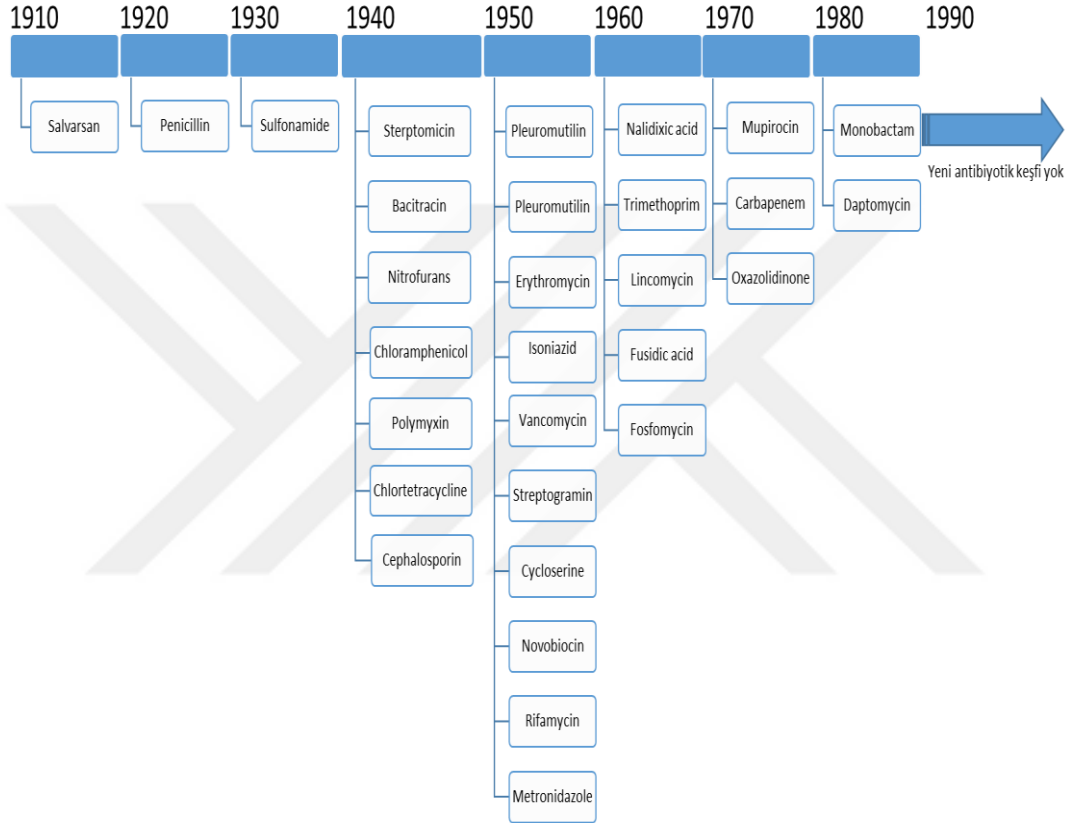 1910 1920 1930 1940 1950 1960 1970 1980 1990
Salvarsan
Penicillin
Sulfonamide
Sterptomicin
Bacitracin
Nitrofurans
Chloramphenicol
Polymyxin
Chlortetracycline
Cephalosporin
Pleuromutilin
Pleuromutilin
Erythromycin
Isoniazid
Vancomycin
Streptogramin
Cycloserine
Novobiocin
Rifamycin
Metronidazole
Nalidixic acid
Trimethoprim
Lincomycin
Fusidic acid
Fosfomycin
Mupirocin
Carbapenem
Oxazolidinone
Monobactam
Daptomycin
Yeni antibiyotik keşfi yok